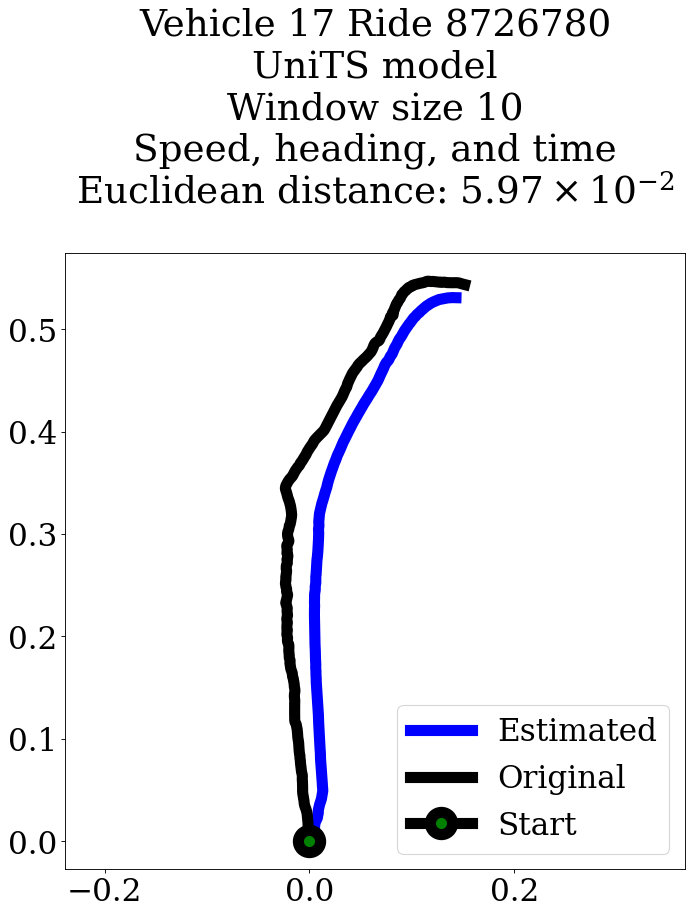 Vehicle 17 Ride 8726780
UniTS model
Window size 10
Speed, heading, and time
Euclidean distance: 5.97 × 10⁻²
0.5
0.4
0.3
0.2
0.1
0.0
Estimated
Original
Start
−0.2
0.0
0.2